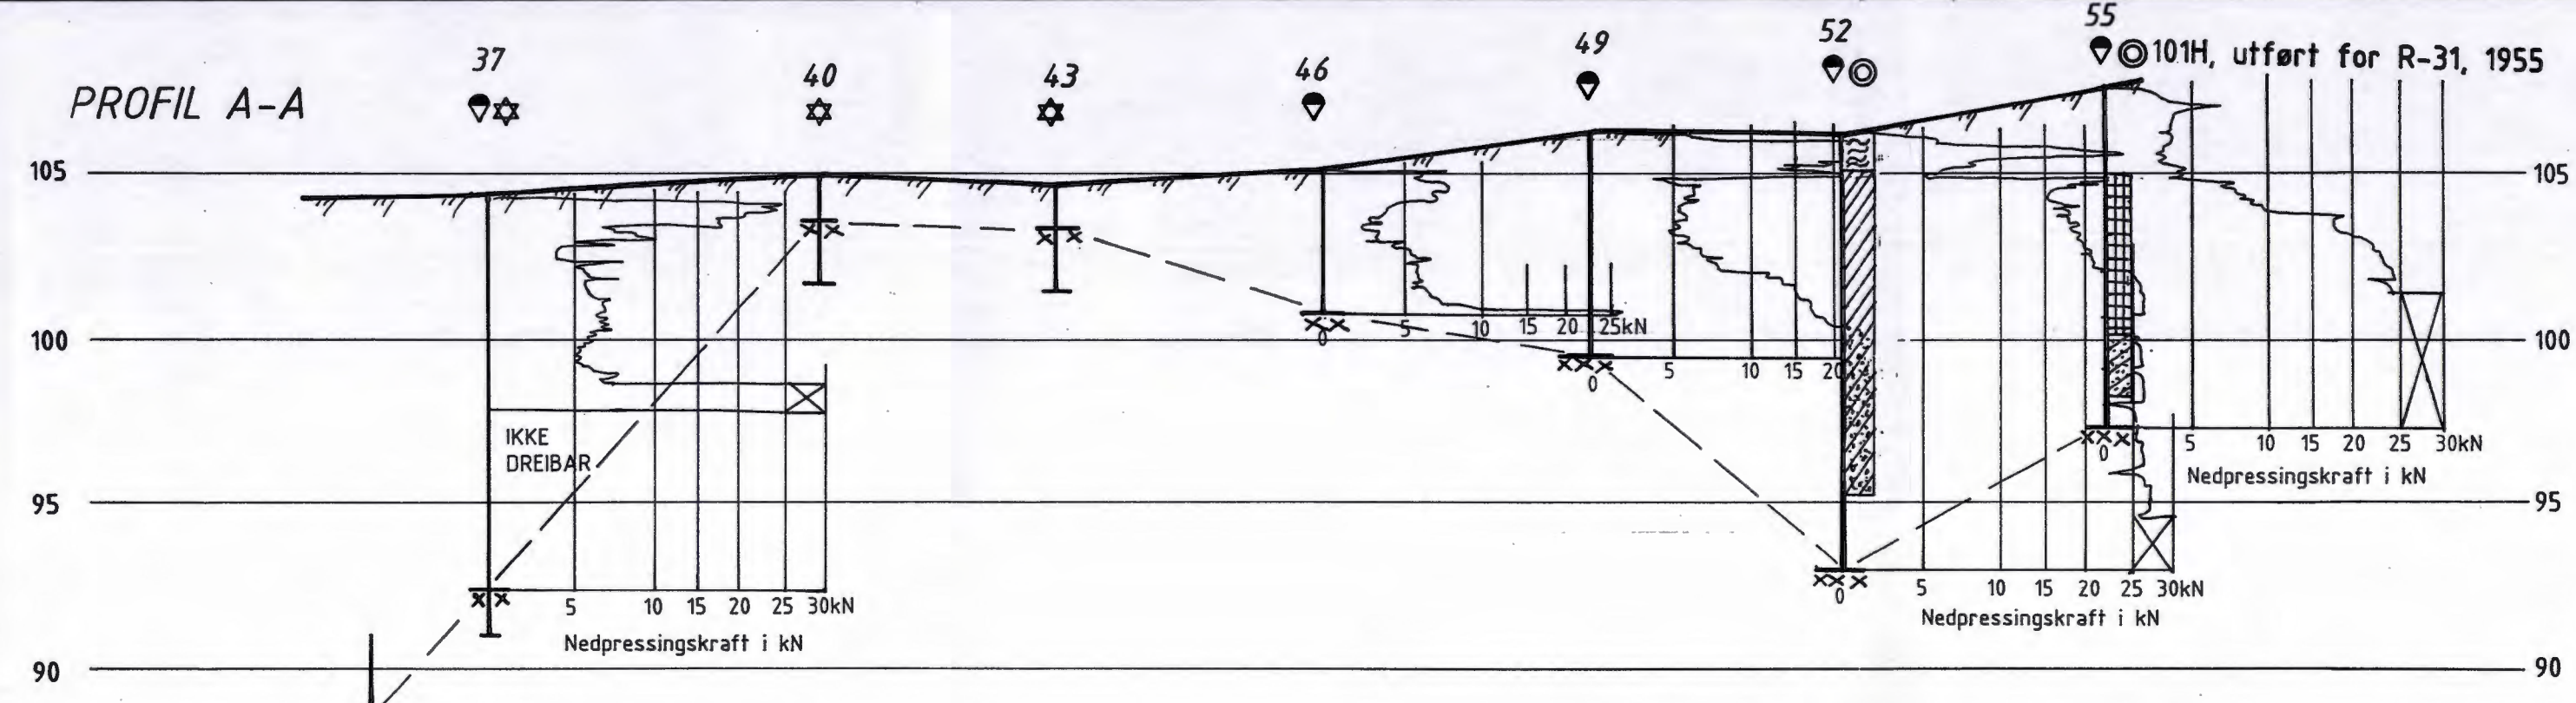 55
52
101H, utført for R-31, 1955
49
37
40
43
46
PROFIL A-A
105
105
5 10 15 20 25kN
100
100
0
5 10 15 20
0
IKKE
DREIBAR
5 10 15 20 25 30kN
0
Nedpressingskraft i kN
95
95
5 10 15 20 25 30kN
0
Nedpressingskraft i kN
5 10 15 20 25 30kN
Nedpressingskraft i kN
90
90